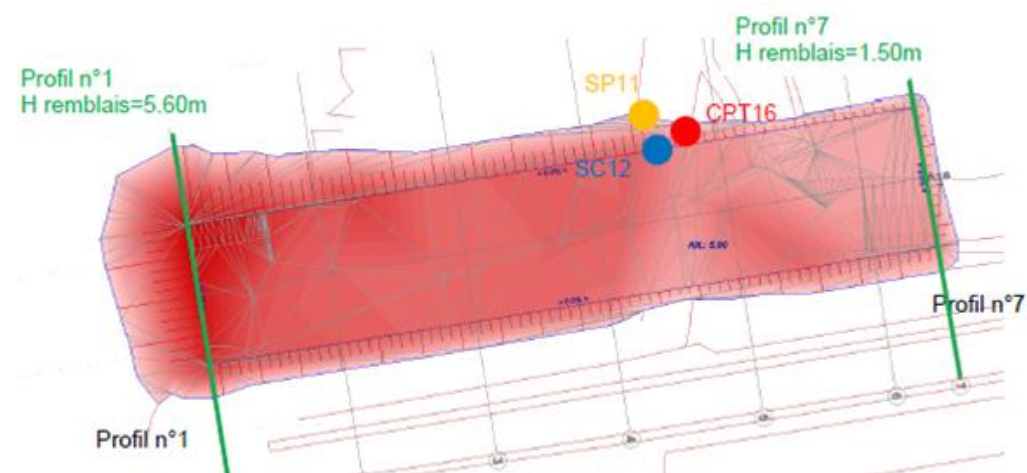 Profil n°7
H remblais=1.50m
Profil n°1
H remblais=5.60m
SP11
CPT16
SC12
Profil n°7
Profil n°1